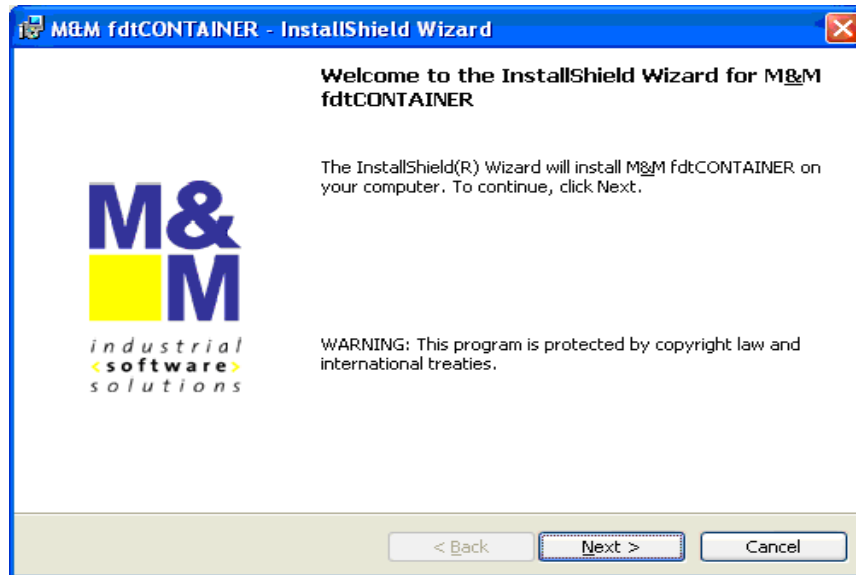 M&M fdtCONTAINER - InstallShield Wizard
Welcome to the InstallShield Wizard for M&M
fdtCONTAINER
The InstallShield(R) Wizard will install M&M fdtCONTAINER on
your computer. To continue, click Next.
M&
M
industrial
<software>
solutions
WARNING: This program is protected by copyright law and
international treaties.
< Back
Next >
Cancel